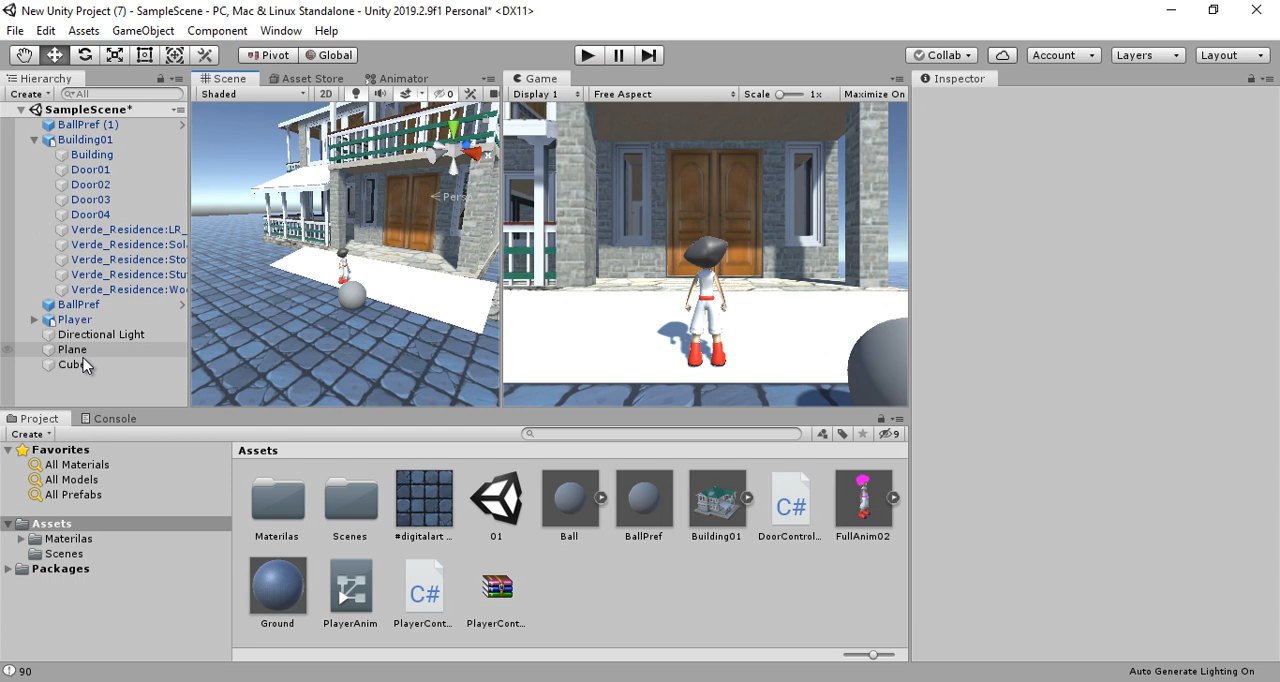 New Unity Project (7) - SampleScene - PC, Mac & Linux Standalone - Unity 2019.2.9f1 Personal* <DX11>
File Edit Assets GameObject Component Window Help
Pivot Global Collab Account Layers Layout
Hierarchy Scene Asset Store Animator Game Inspector
Create All Shaded 2D 0 Display 1 Free Aspect Scale 1x Maximize On
SampleScene*
BallPref (1)
Building01
Building
Door01
Door02
Door03
Door04
Verde_Residence:LR_
Verde_Residence:Sol
Verde_Residence:Sto
Verde_Residence:Stu
Verde_Residence:Wo
BallPref
Player
Directional Light
Plane
Cube
Persp
Project Console
Create 9
Favorites
All Materials
All Models
All Prefabs
Assets
Materilas
Scenes
Packages
Assets
Materilas Scenes #digitalart ... 01 Ball BallPref Building01 DoorControl... FullAnim02
Ground PlayerAnim PlayerCont... PlayerCont...
C#
C#
90
Auto Generate Lighting On